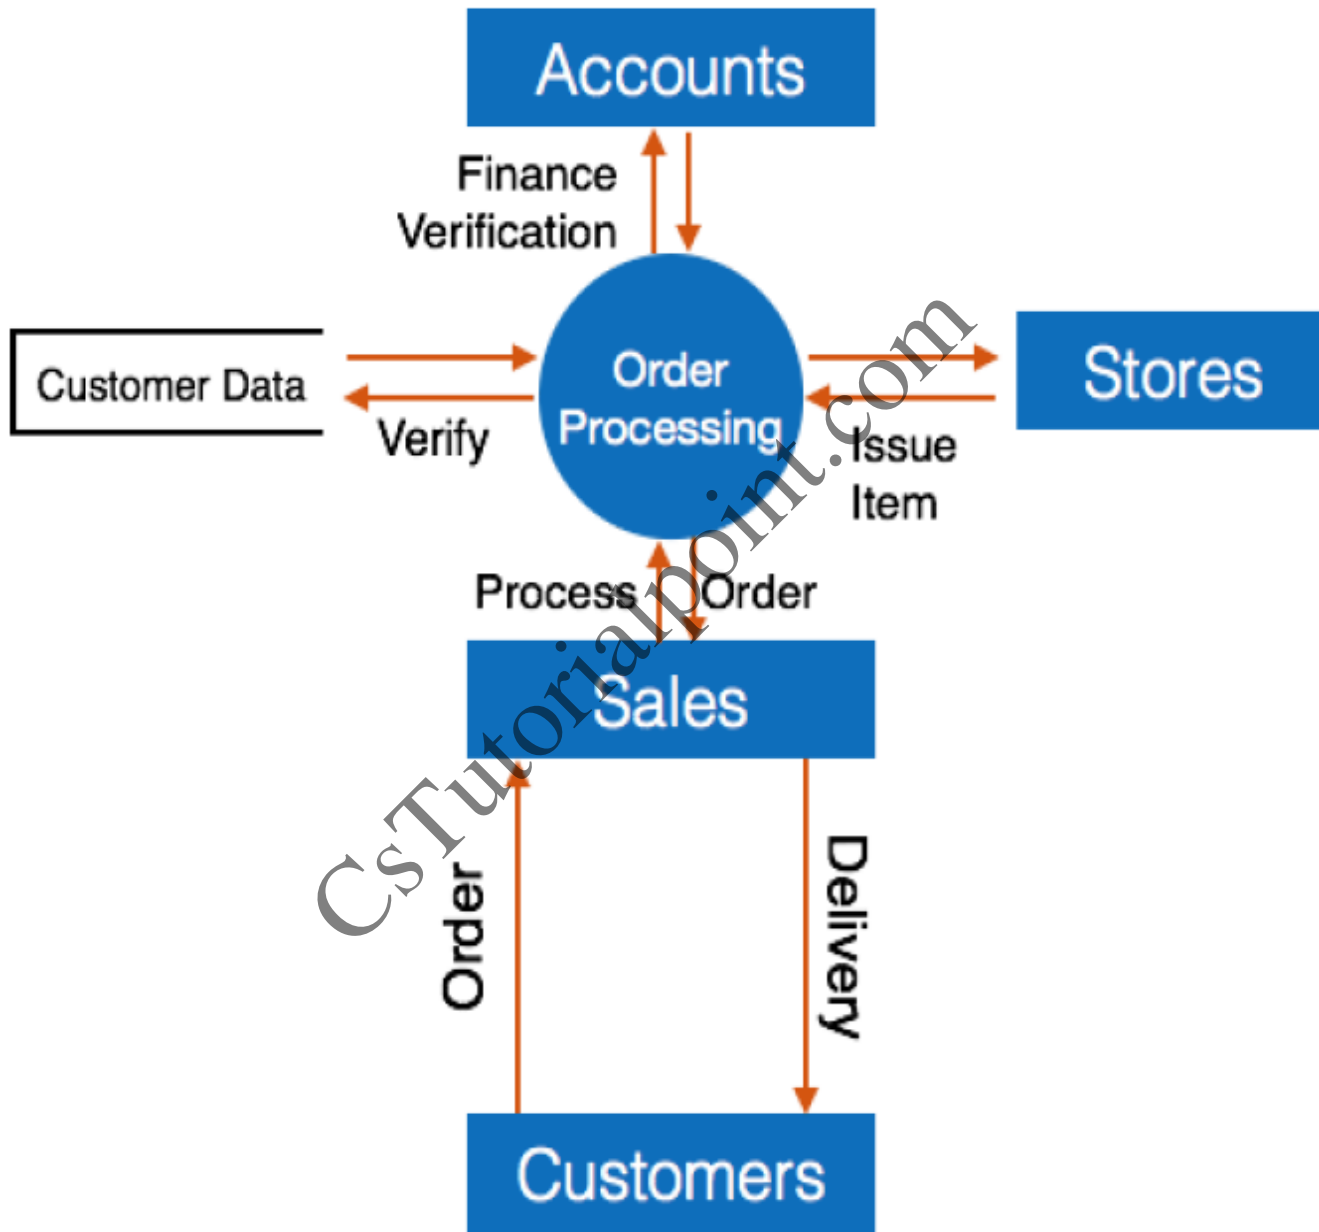 Accounts
Finance
Verification
Customer Data
Verify
Order
Processing
Stores
Issue
Item
Process Order
Sales
Order
Delivery
Customers
CsTutorialpoint.com